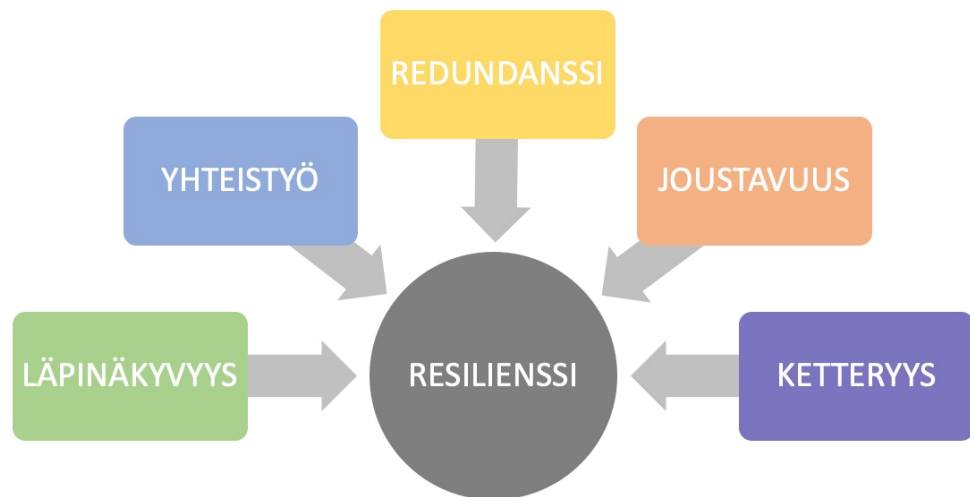 REDUNDANSSI
YHTEISTYÖ
JOUSTAVUUS
LÄPINÄKYVYYS
RESILIENSSI
KETTERYYS